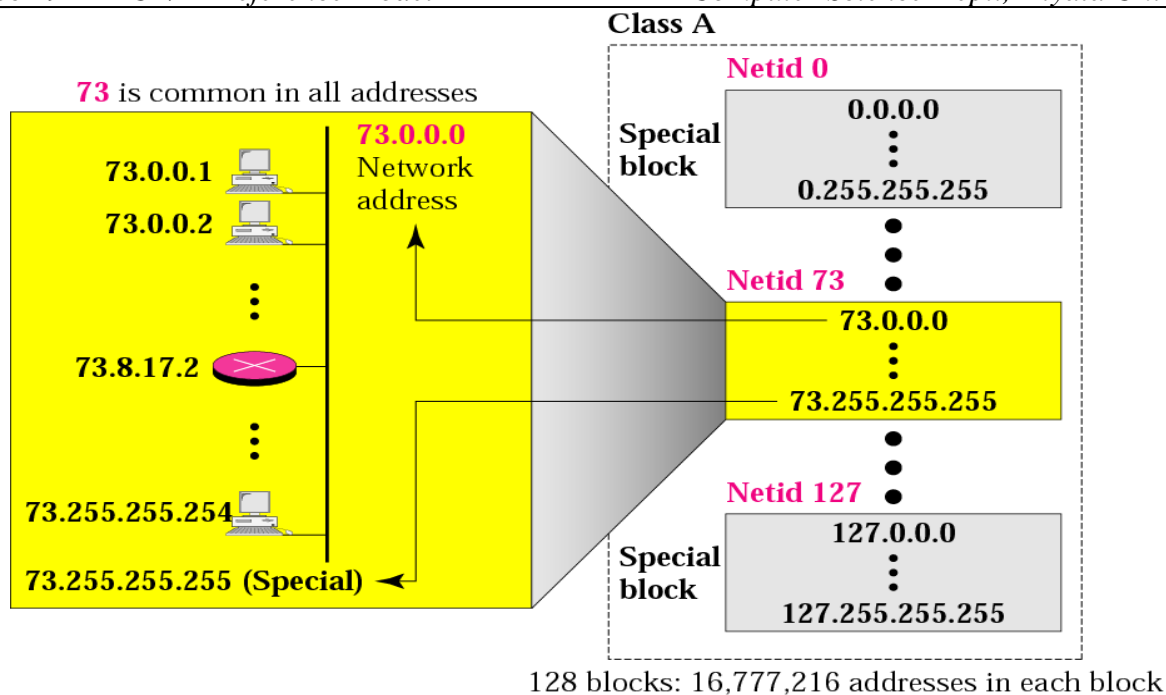 Class A
73 is common in all addresses
73.0.0.0
Network
address
73.0.0.1
73.0.0.2
73.8.17.2
73.255.255.254
73.255.255.255 (Special)
Netid 0
Special
block
0.0.0.0
0.255.255.255
Netid 73
73.0.0.0
73.255.255.255
Netid 127
Special
block
127.0.0.0
127.255.255.255
128 blocks: 16,777,216 addresses in each block